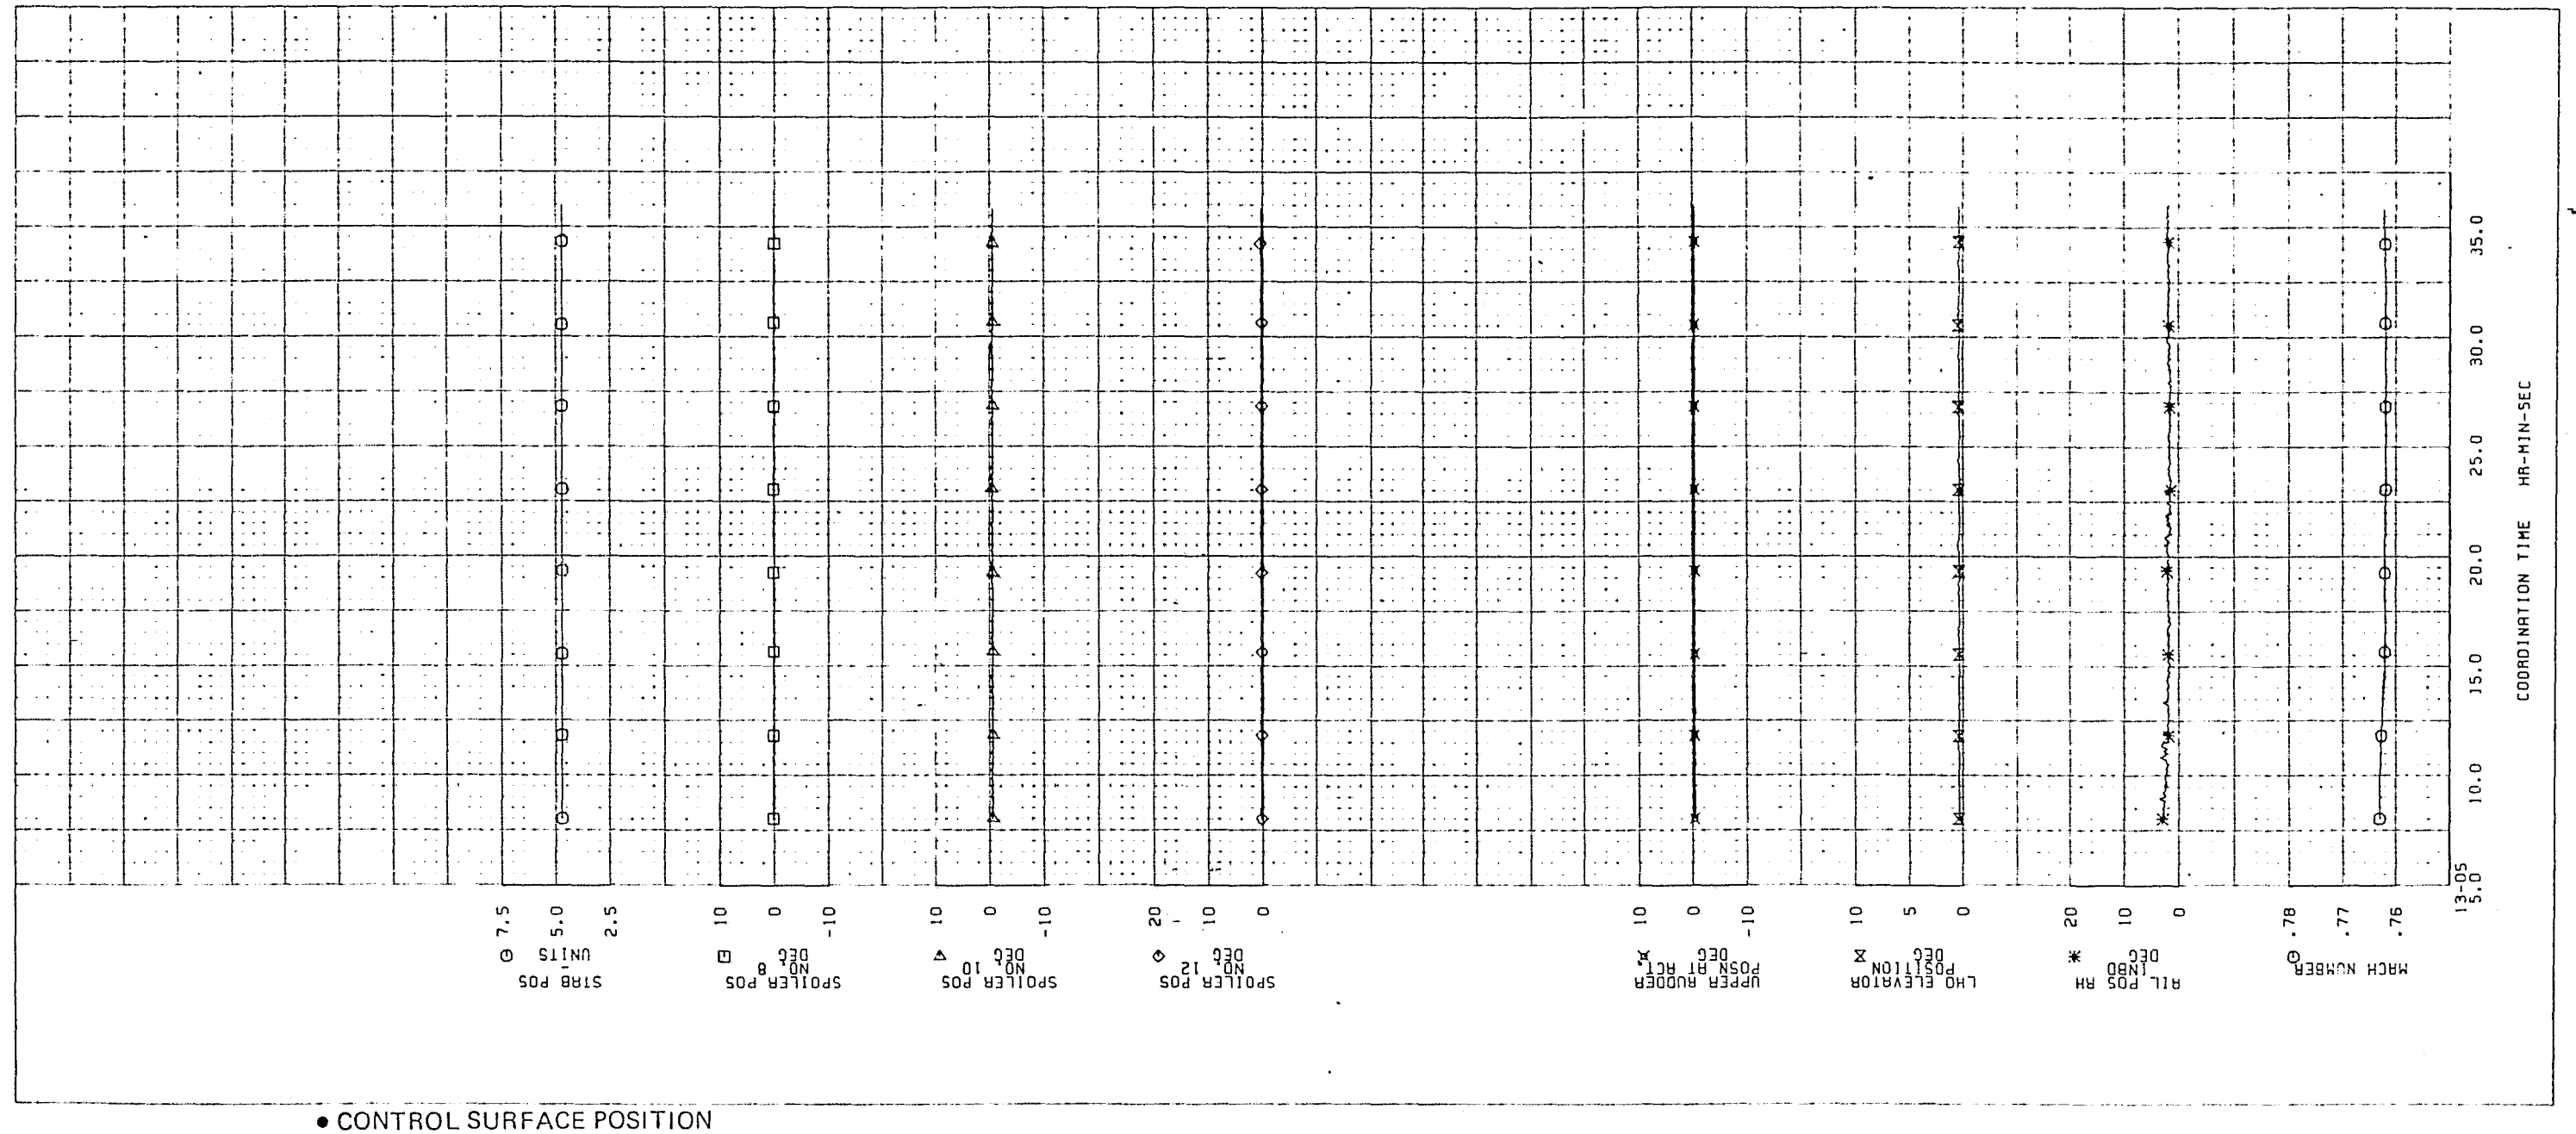 7.5
5.0
2.5
STAB POS
UNITS
10
0
-10
SPOILER POS
NO. 8
DEG
10
0
-10
SPOILER POS
NO. 10
DEG
20
10
0
SPOILER POS
NO. 12
DEG
10
0
-10
UPPER RUDDER
POSN AT ACT
DEG
10
5
0
LHO ELEVATOR
POSITION
DEG
20
10
0
AIL POS RH
INBD
DEG
.78
.77
.76
MACH NUMBER
13-05
5.0
10.0
15.0
20.0
25.0
30.0
35.0
COORDINATION TIME HR-MIN-SEC
• CONTROL SURFACE POSITION